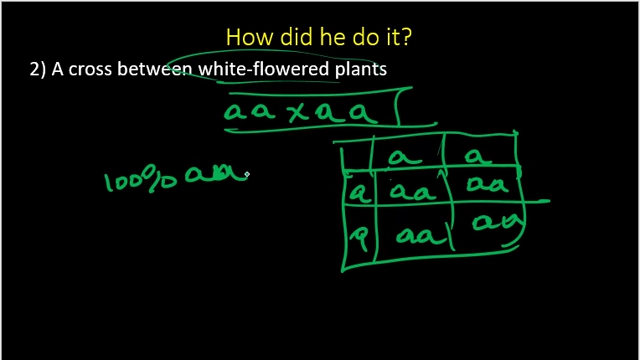 How did he do it?
2) A cross between white-flowered plants
aa x aa
a a
100% aa
a aa aa
a aa aa